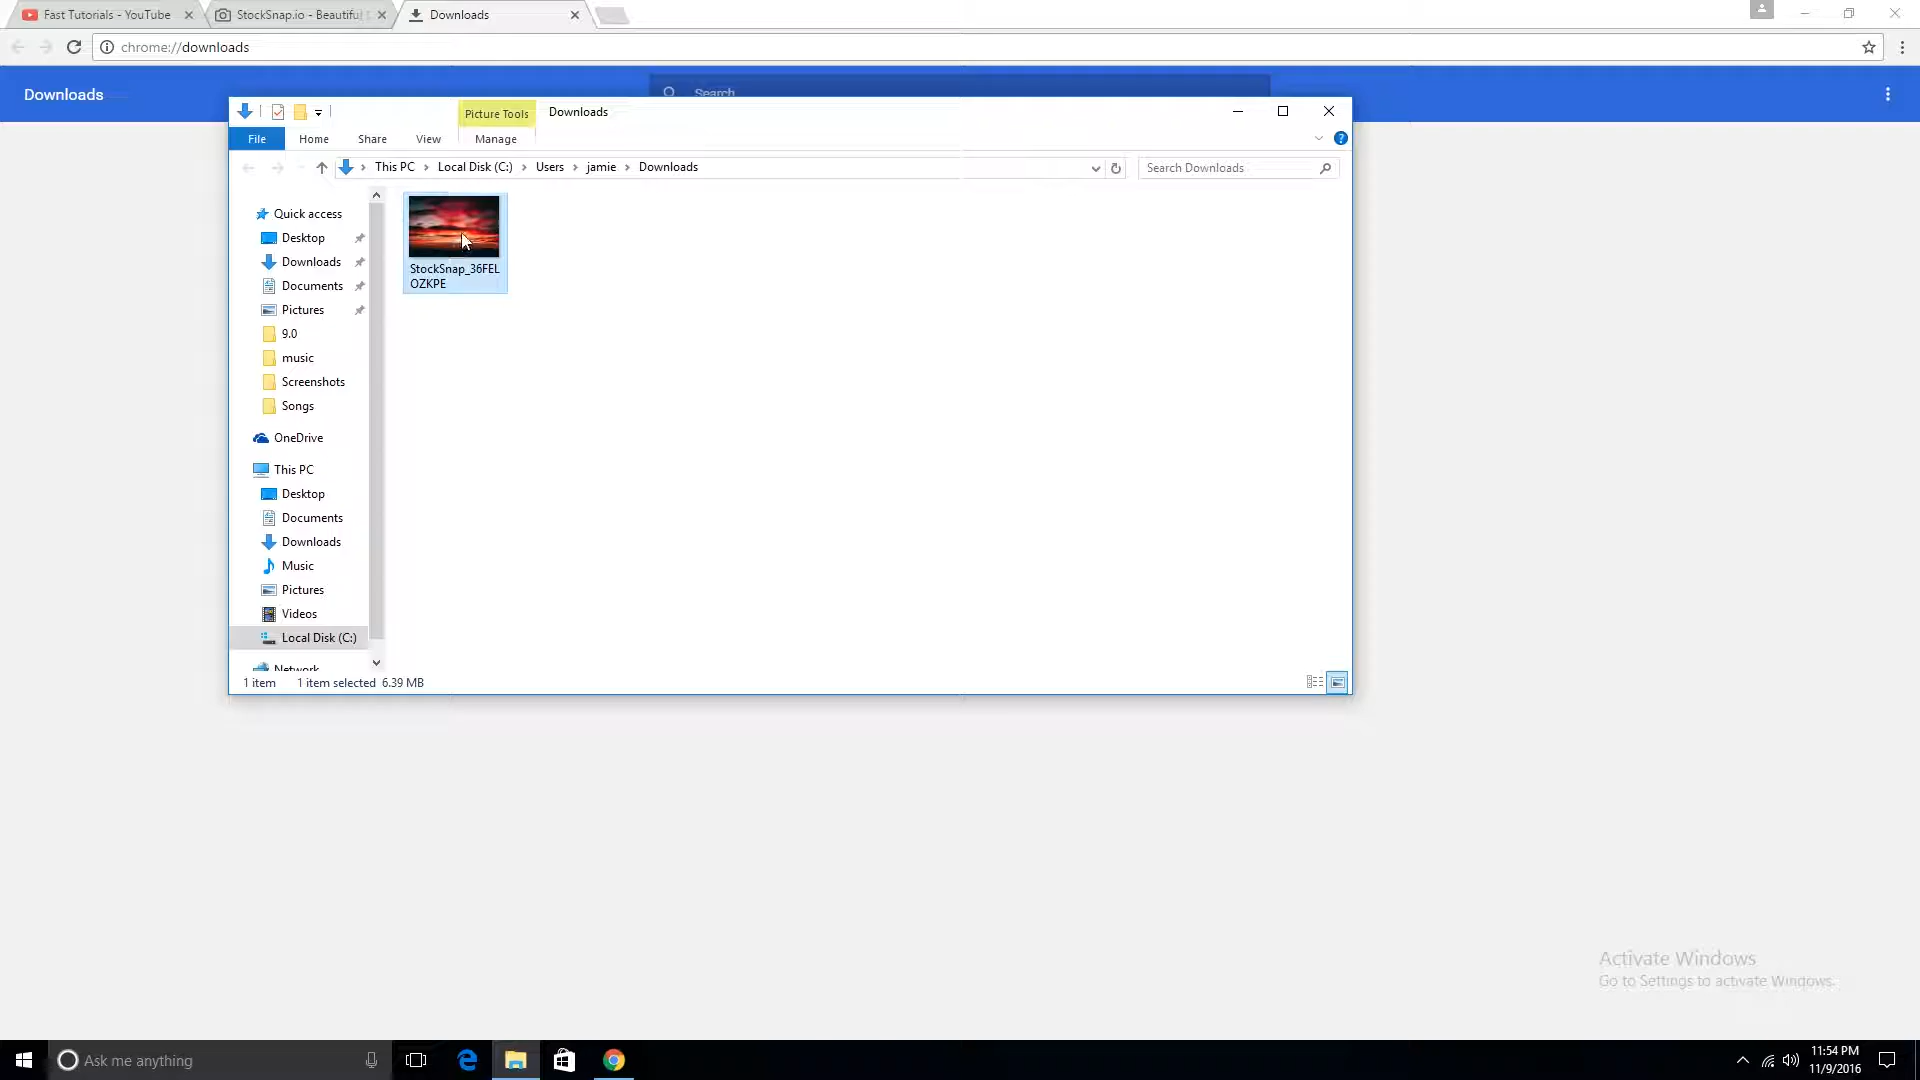 Fast Tutorials - YouTube
StockSnap.io - Beautiful
Downloads
chrome://downloads
Downloads
Search
Picture Tools
Downloads
File
Home
Share
View
Manage
This PC
Local Disk (C:)
Users
jamie
Downloads
Search Downloads
Quick access
Desktop
Downloads
Documents
Pictures
9.0
music
Screenshots
Songs
OneDrive
This PC
Desktop
Documents
Downloads
Music
Pictures
Videos
Local Disk (C:)
Network
StockSnap_36FEL
OZKPE
1 item
1 item selected 6.39 MB
Activate Windows
Go to Settings to activate Windows.
Ask me anything
11:54 PM
11/9/2016